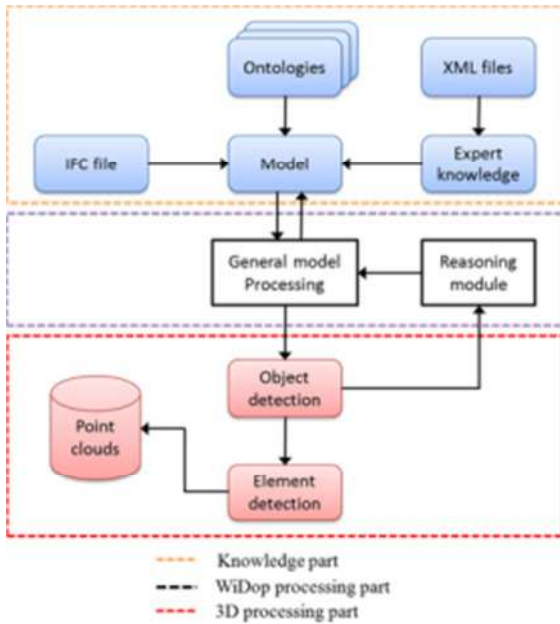 Ontologies
XML files
IFC file
Model
Expert
knowledge
General model
Processing
Reasoning
module
Object
detection
Point
clouds
Element
detection
Knowledge part
WiDop processing part
3D processing part